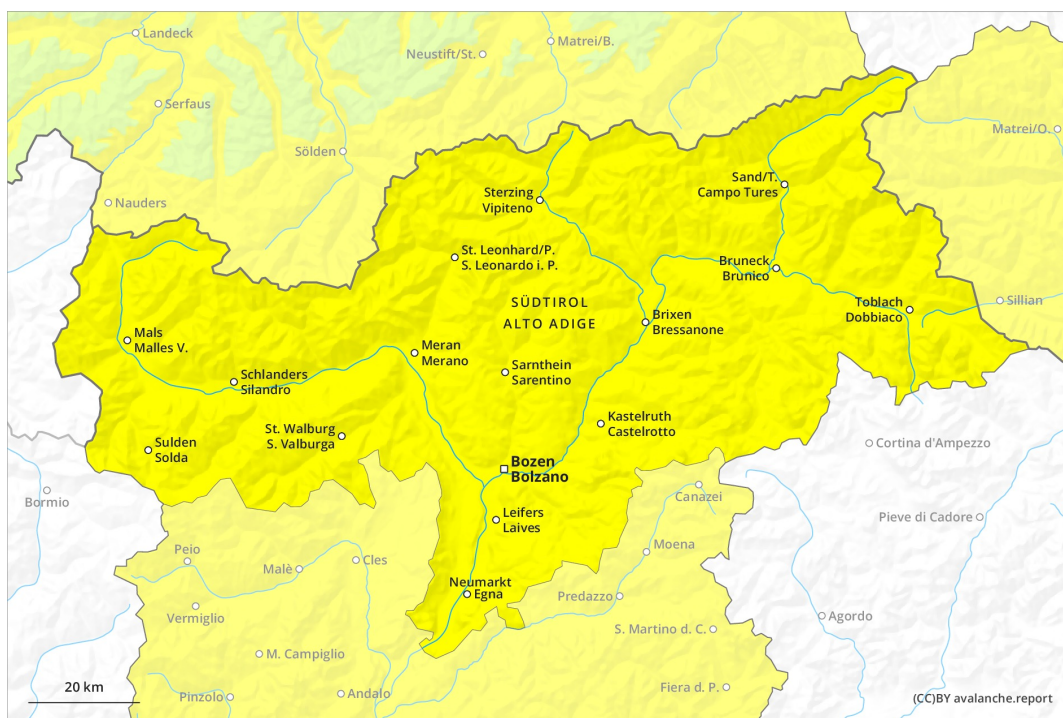 Landeck
Matrei/B.
Neustift/St.
Serfaus
Matrei/O.
Sölden
Sand/T.
Campo Tures
Sterzing
Vipiteno
Nauders
St. Leonhard/P.
S. Leonardo i. P.
Bruneck
Brunico
SÜDTIROL
ALTO ADIGE
Sillian
Toblach
Dobbiaco
Brixen
Bressanone
Mals
Malles V.
Meran
Merano
Sarnthein
Sarentino
Schlanders
Silandro
Kastelruth
Castelrotto
St. Walburg
S. Valburga
Sulden
Solda
Cortina d'Ampezzo
Bozen
Bolzano
Bormio
Canazei
Leifers
Laives
Pieve di Cadore
Moena
Peio
Cles
Malè
Neumarkt
Egna
Predazzo
Vermiglio
Agordo
S. Martino d. C.
M. Campiglio
20 km
Pinzolo
Andalo
Fiera d. P.
(CC)BY avalanche.report